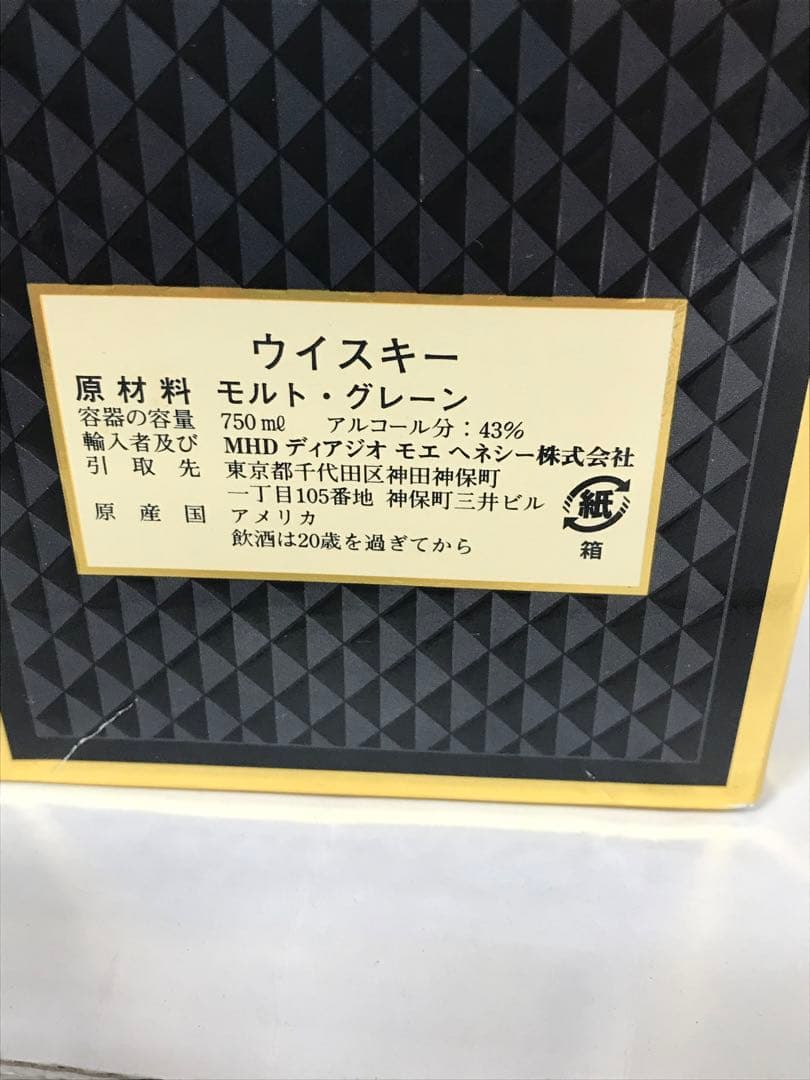 ウイスキー
原材料 モルト・グレーン
容器の容量 750㎖ アルコール分：43%
輸入者及び MHD ディアジオ モエ ヘネシー株式会社
引取先 東京都千代田区神田神保町
一丁目105番地 神保町三井ビル
原産国 アメリカ
飲酒は20歳を過ぎてから
紙
箱